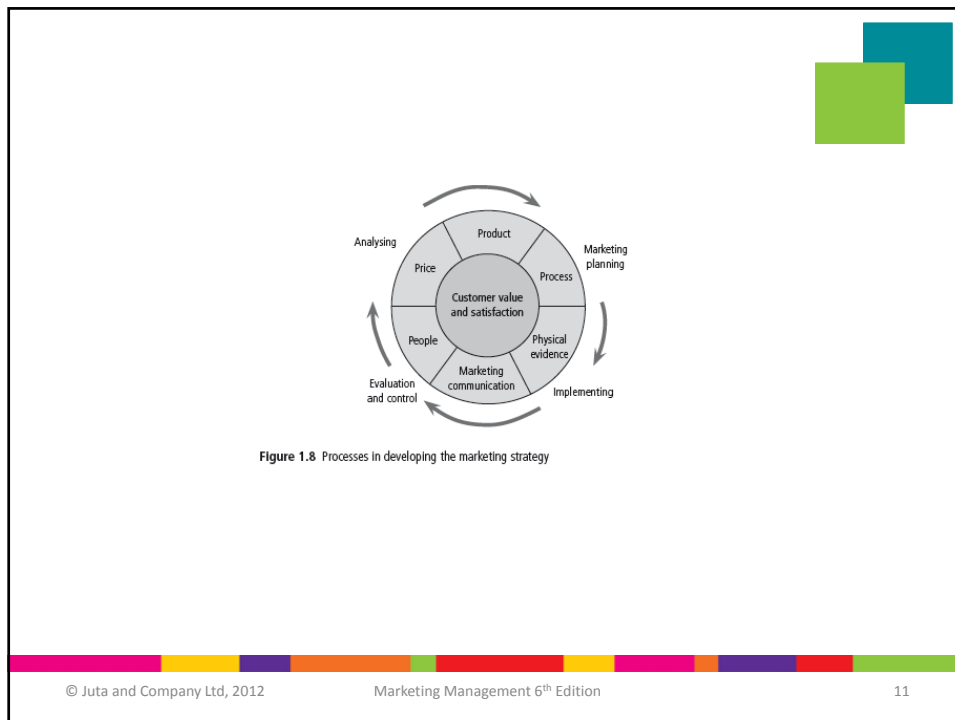 Analysing
Product
Marketing
planning
Price
Process
Customer value
and satisfaction
People
Physical
evidence
Marketing
communication
Evaluation
and control
Implementing
Figure 1.8 Processes in developing the marketing strategy
© Juta and Company Ltd, 2012
Marketing Management 6th Edition
11